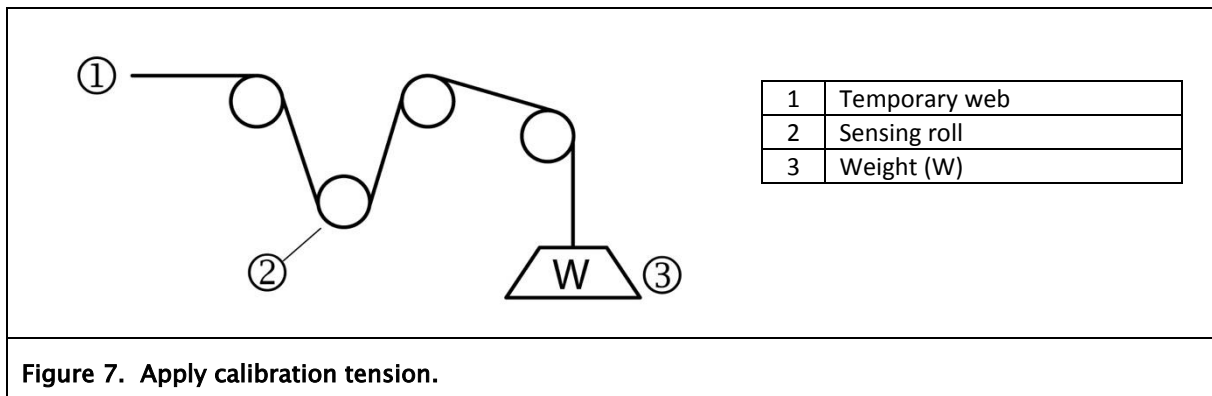 ①
②
W
③
1 Temporary web
2 Sensing roll
3 Weight (W)
Figure 7. Apply calibration tension.